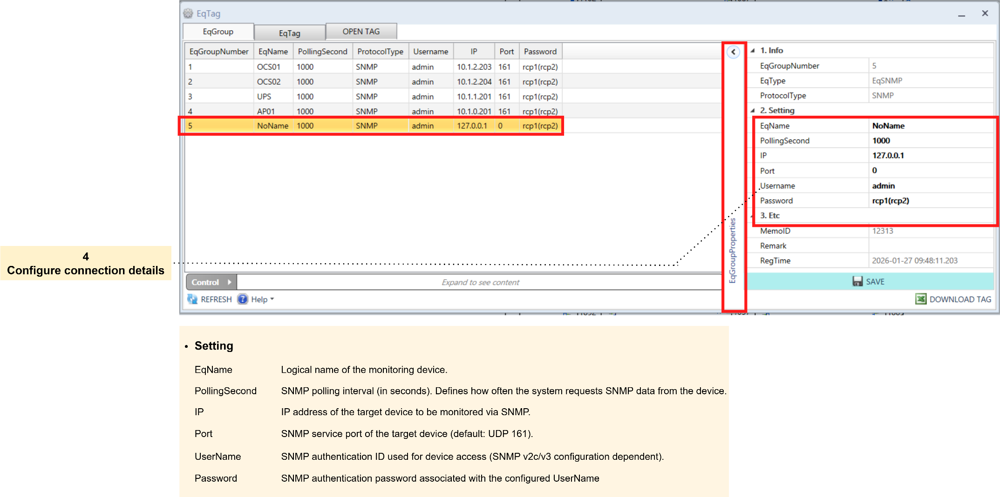 EqTag
EqGroup EqTag OPEN TAG
EqGroupNumber EqName PollingSecond ProtocolType Username IP Port Password
1 OCS01 1000 SNMP admin 10.1.2.203 161 rcp1(rcp2)
2 OCS02 1000 SNMP admin 10.1.2.204 161 rcp1(rcp2)
3 UPS 1000 SNMP admin 10.1.1.201 161 rcp1(rcp2)
4 AP01 1000 SNMP admin 10.1.0.201 161 rcp1(rcp2)
5 NoName 1000 SNMP admin 127.0.0.1 0 rcp1(rcp2)
EqGroupProperties
1. Info
EqGroupNumber 5
EqType EqSNMP
ProtocolType SNMP
2. Setting
EqName NoName
PollingSecond 1000
IP 127.0.0.1
Port 0
Username admin
Password rcp1(rcp2)
3. Etc
MemoID 12313
Remark
RegTime 2026-01-27 09:48:11.203
SAVE
Control Expand to see content
REFRESH Help
DOWNLOAD TAG
4
Configure connection details
• Setting
EqName Logical name of the monitoring device.
PollingSecond SNMP polling interval (in seconds). Defines how often the system requests SNMP data from the device.
IP IP address of the target device to be monitored via SNMP.
Port SNMP service port of the target device (default: UDP 161).
UserName SNMP authentication ID used for device access (SNMP v2c/v3 configuration dependent).
Password SNMP authentication password associated with the configured UserName